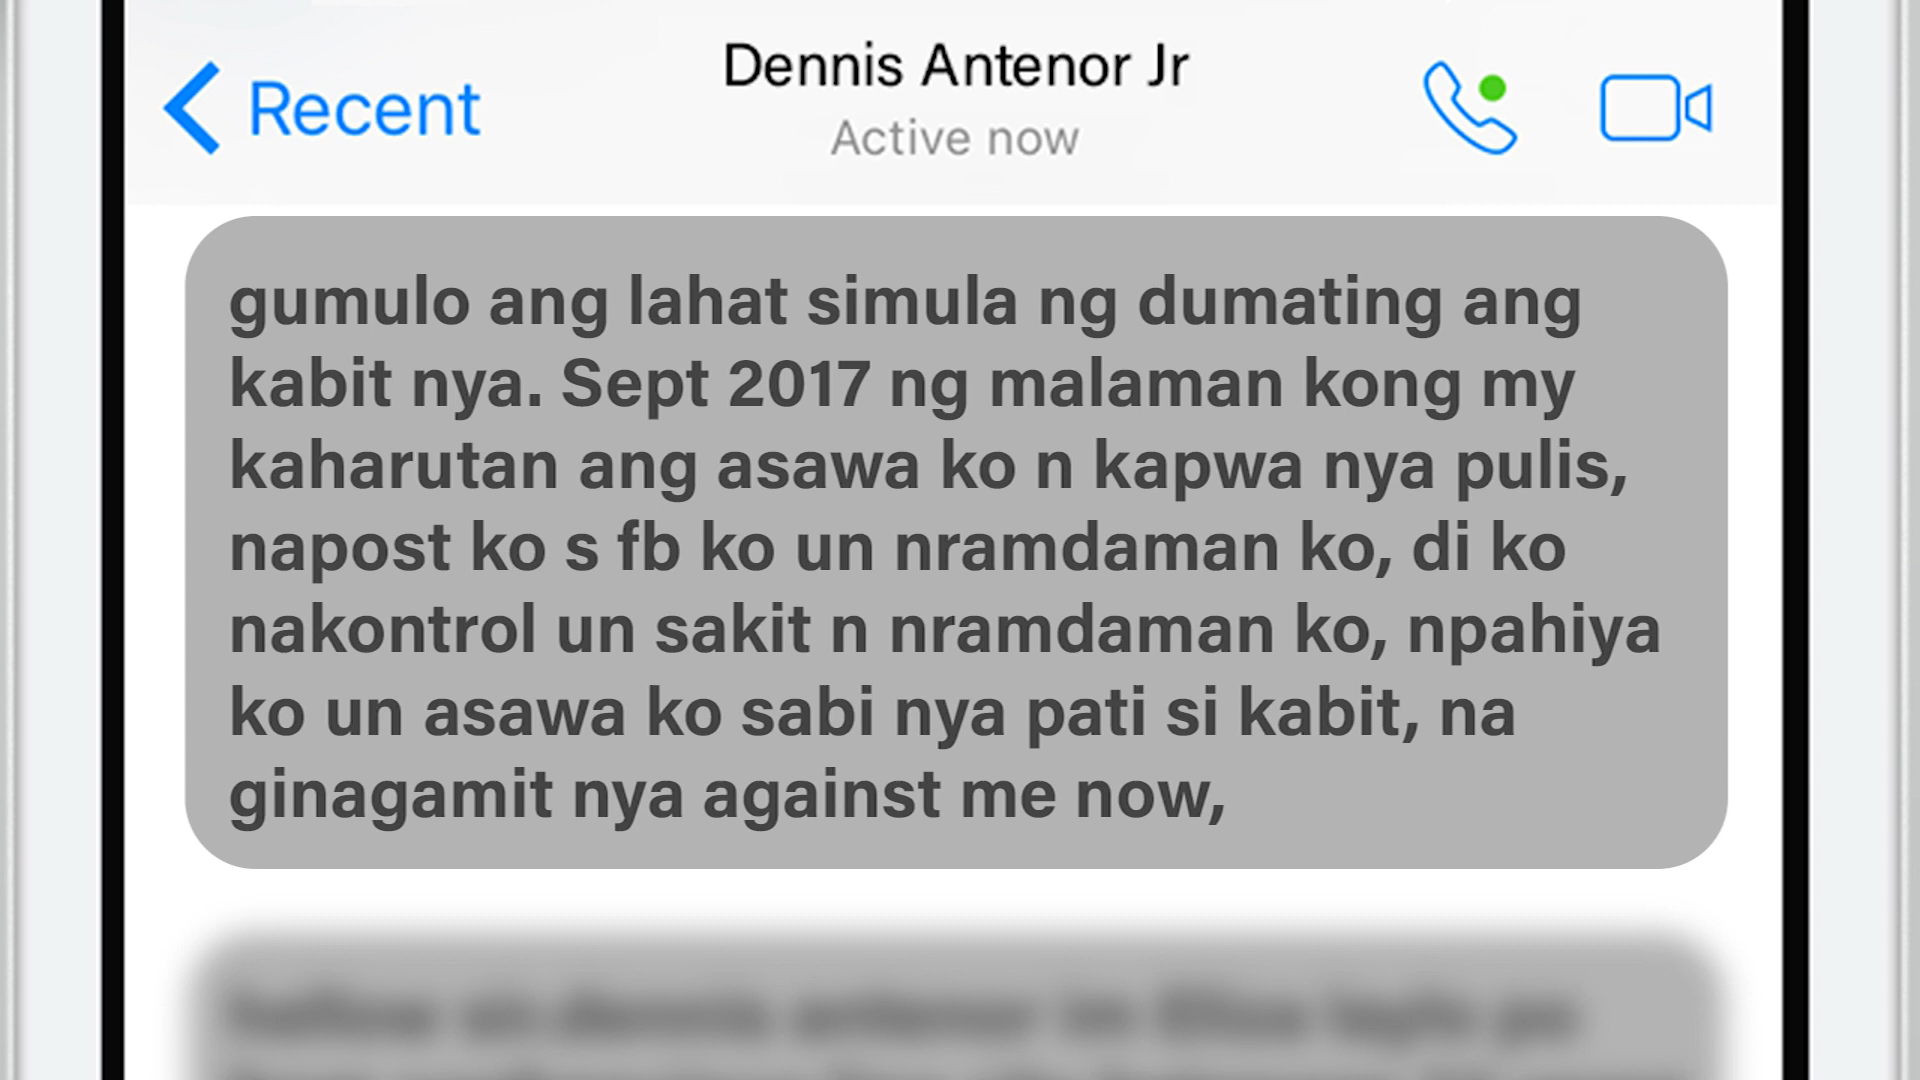 Recent
Dennis Antenor Jr
Active now
gumulo ang lahat simula ng dumating ang
kabit nya. Sept 2017 ng malaman kong my
kaharutan ang asawa ko n kapwa nya pulis,
napost ko s fb ko un nramdaman ko, di ko
nakontrol un sakit n nramdaman ko, npahiya
ko un asawa ko sabi nya pati si kabit, na
ginagamit nya against me now,